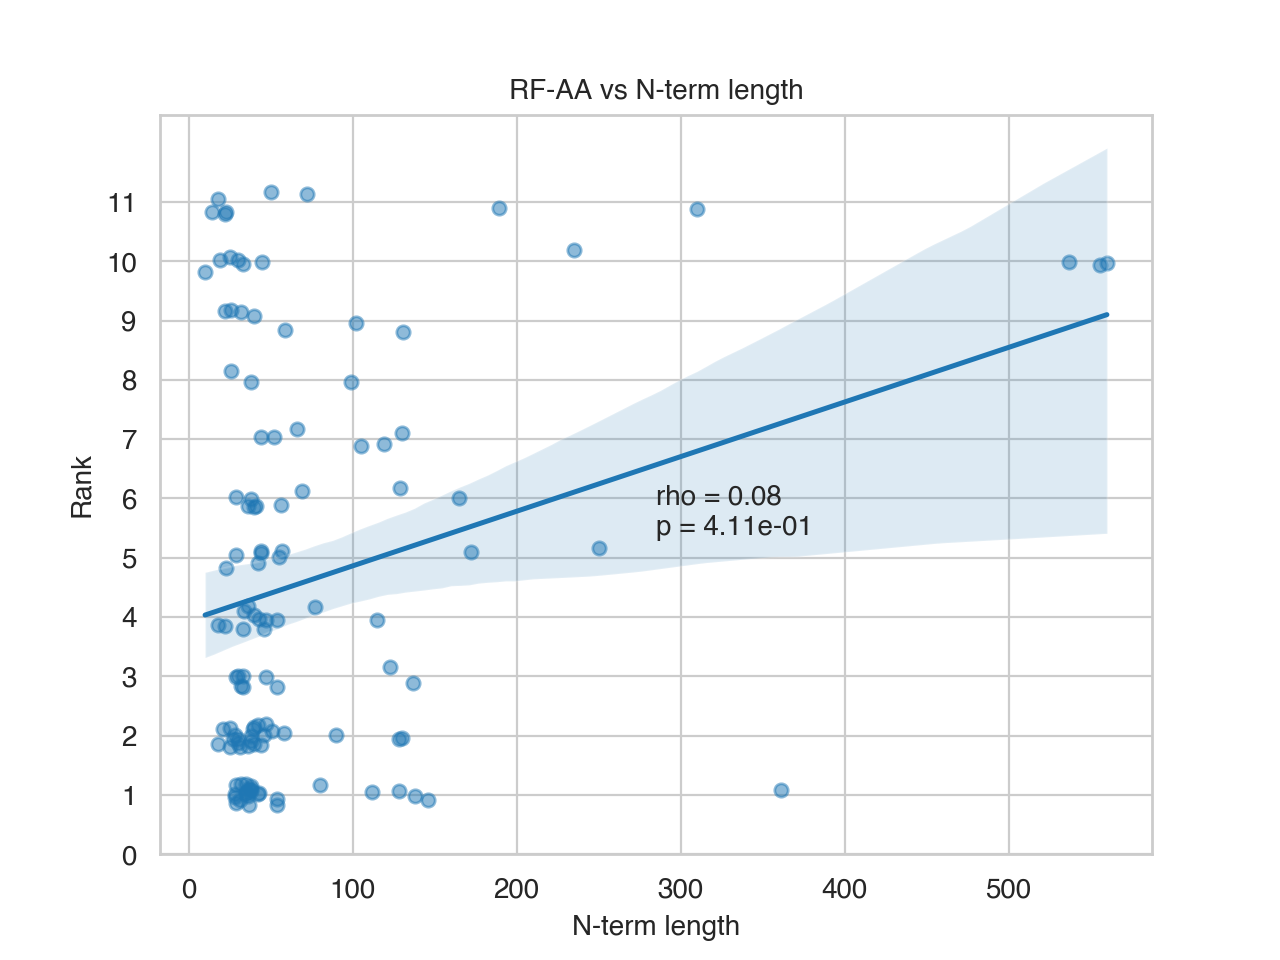 RF-AA vs N-term length
Rank
11
10
9
8
7
6
5
4
3
2
1
0
rho = 0.08
p = 4.11e-01
0 100 200 300 400 500
N-term length